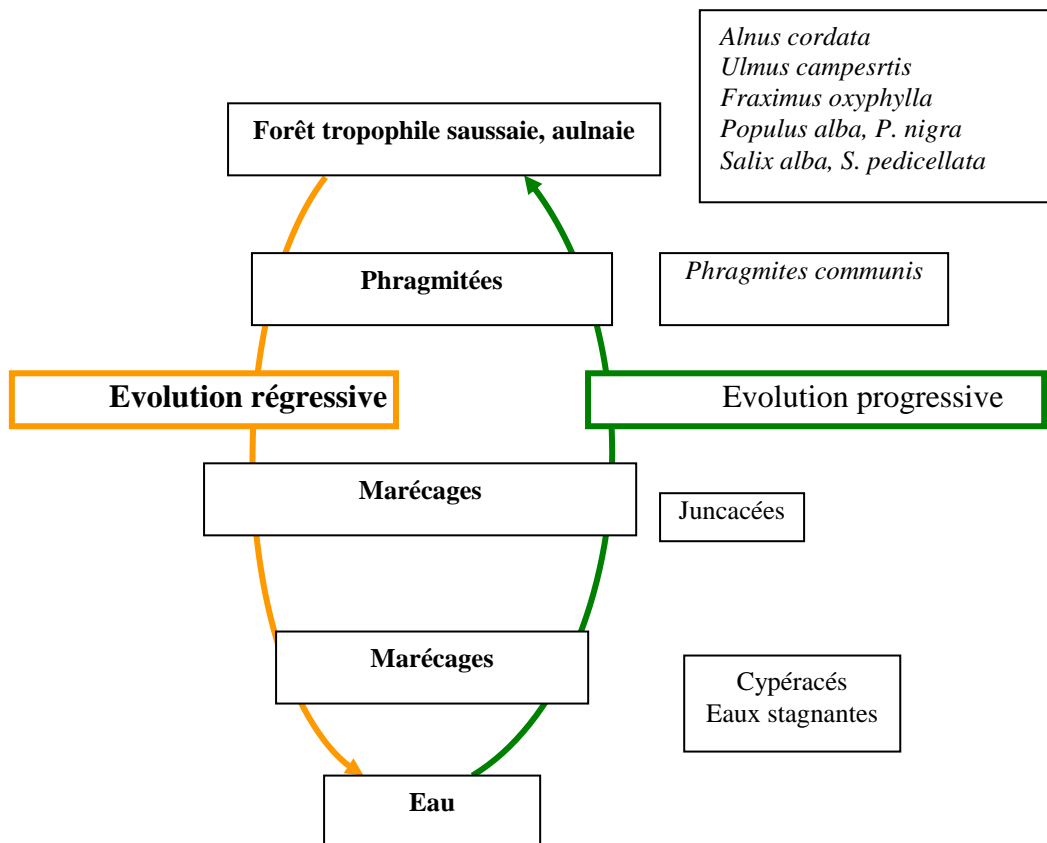 Alnus cordata
Ulmus campesrtis
Fraximus oxyphylla
Populus alba, P. nigra
Salix alba, S. pedicellata
Forêt tropophile saussaie, aulnaie
Phragmitées
Phragmites communis
Evolution régressive
Evolution progressive
Marécages
Juncacées
Marécages
Cypéracés
Eaux stagnantes
Eau